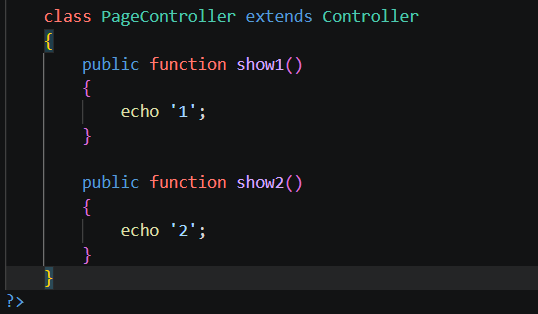 class PageController extends Controller
{
public function show1()
{
echo '1';
}
public function show2()
{
echo '2';
}
}
?>